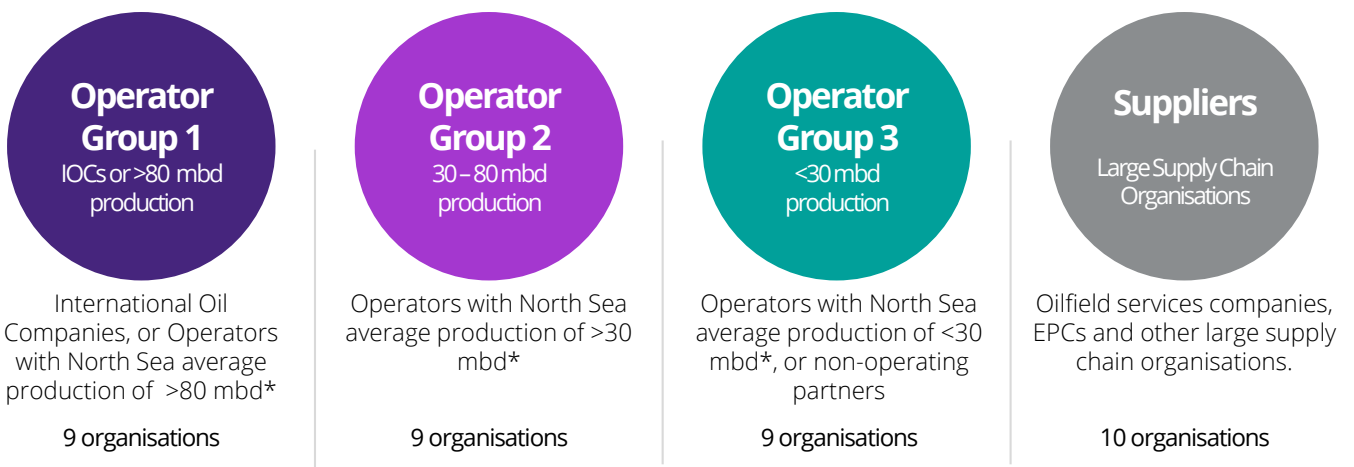 Operator
Group 1
IOCs or >80 mbd
production
International Oil
Companies, or Operators
with North Sea average
production of >80 mbd*
9 organisations
Operator
Group 2
30 – 80 mbd
production
Operators with North Sea
average production of >30
mbd*
9 organisations
Operator
Group 3
<30 mbd
production
Operators with North Sea
average production of <30
mbd*, or non-operating
partners
9 organisations
Suppliers
Large Supply Chain
Organisations
Oilfield services companies,
EPCs and other large supply
chain organisations.
10 organisations